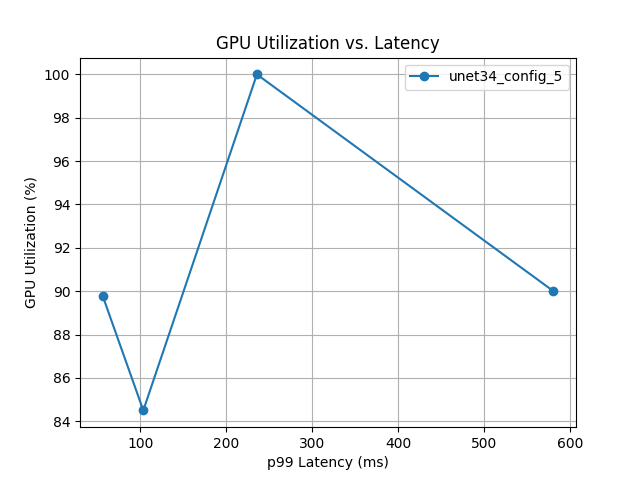 GPU Utilization vs. Latency
unet34_config_5
100
98
96
94
92
90
88
86
84
GPU Utilization (%)
100 200 300 400 500 600
p99 Latency (ms)